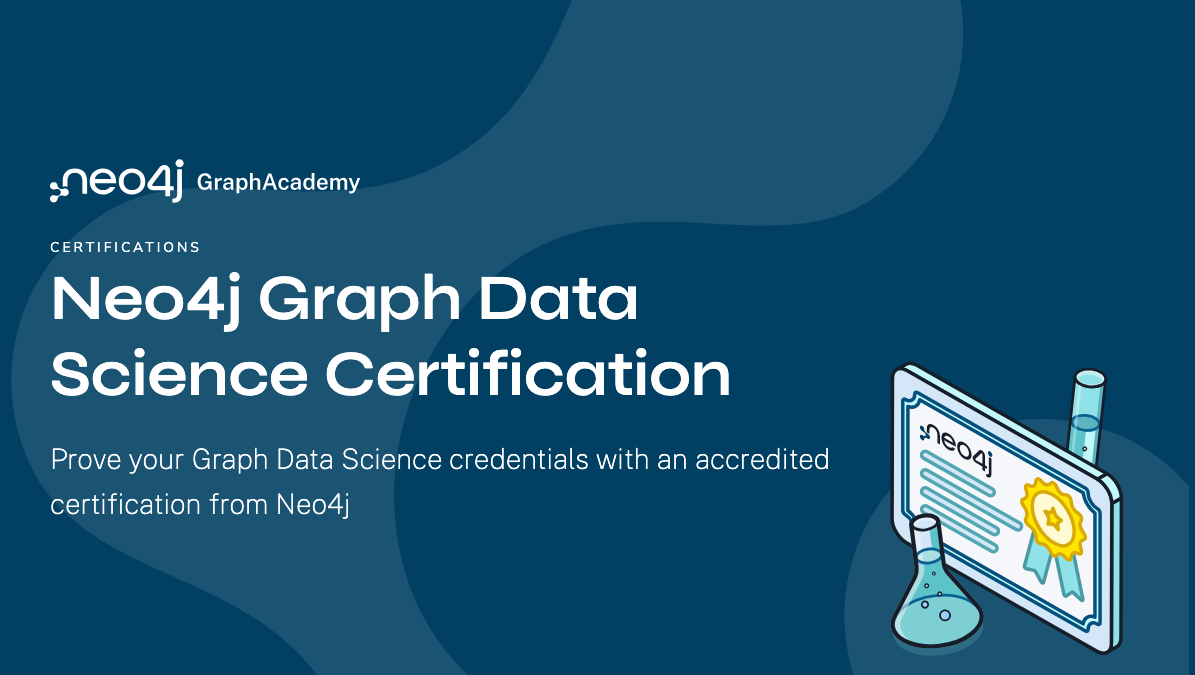 neo4j GraphAcademy
CERTIFICATIONS
Neo4j Graph Data
Science Certification
Prove your Graph Data Science credentials with an accredited
certification from Neo4j
neo4j